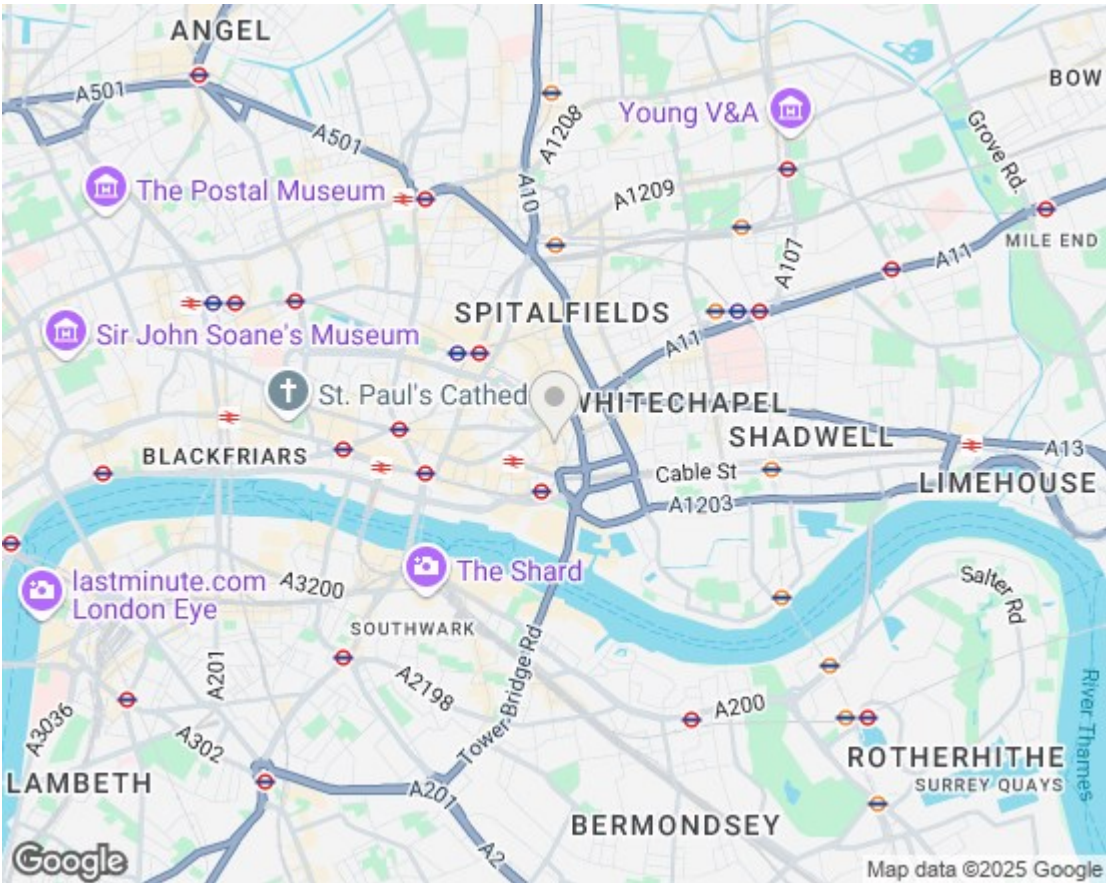 ANGEL
A501
A501
A1208
Young V&A
BOW
Grove Rd.
The Postal Museum
A10
A1209
MILE END
A107
A11
SPITALFIELDS
Sir John Soane's Museum
A11
St. Paul's Cathed
WHITECHAPEL
SHADWELL
A13
BLACKFRIARS
Cable St
LIMEHOUSE
A1203
The Shard
lastminute.com
London Eye
A3200
Salter Rd
SOUTHWARK
A201
A2198
Tower Bridge Rd
A200
River Thames
A3036
A302
ROTHERHITHE
LAMBETH
SURREY QUAYS
A201
BERMONDSEY
A2
Google
Map data ©2025 Google